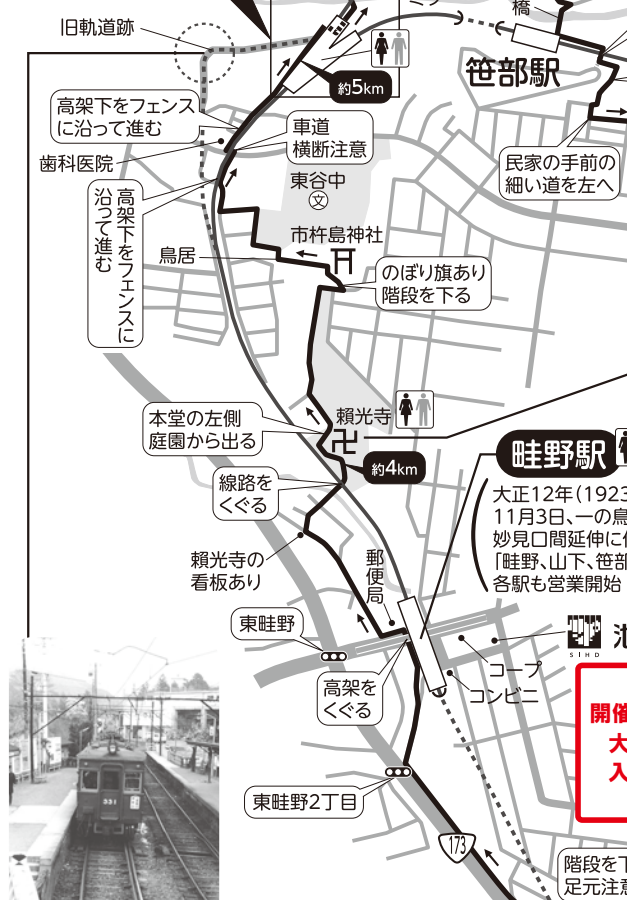 旧軌道跡
橋
笹部駅
約5km
高架下をフェンス
に沿って進む
車道
横断注意
歯科医院
民家の手前の
細い道を左へ
東谷中
文
高架下をフェンスに
沿って進む
市杵島神社
鳥居
のぼり旗あり
階段を下る
本堂の左側
庭園から出る
頼光寺
約4km
畦野駅
線路を
くぐる
大正12年(1923
11月3日、一の鳥
妙見口間延伸に
「畦野、山下、笹部
各駅も営業開始
頼光寺の
看板あり
郵便局
東畦野
SIHD
コープ
コンビニ
高架を
くぐる
開催
大
入
東畦野2丁目
331
173
階段を下
足元注意